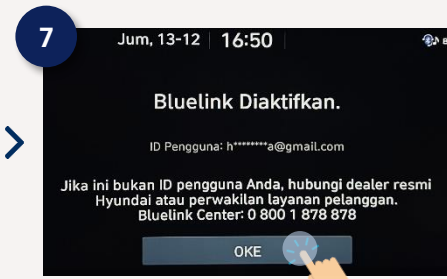 7
Jum, 13-12 16:50
Bluelink Diaktifkan.
ID Pengguna: h********a@gmail.com
Jika ini bukan ID pengguna Anda, hubungi dealer resmi
Hyundai atau perwakilan layanan pelanggan.
Bluelink Center: 0 800 1 878 878
OKE